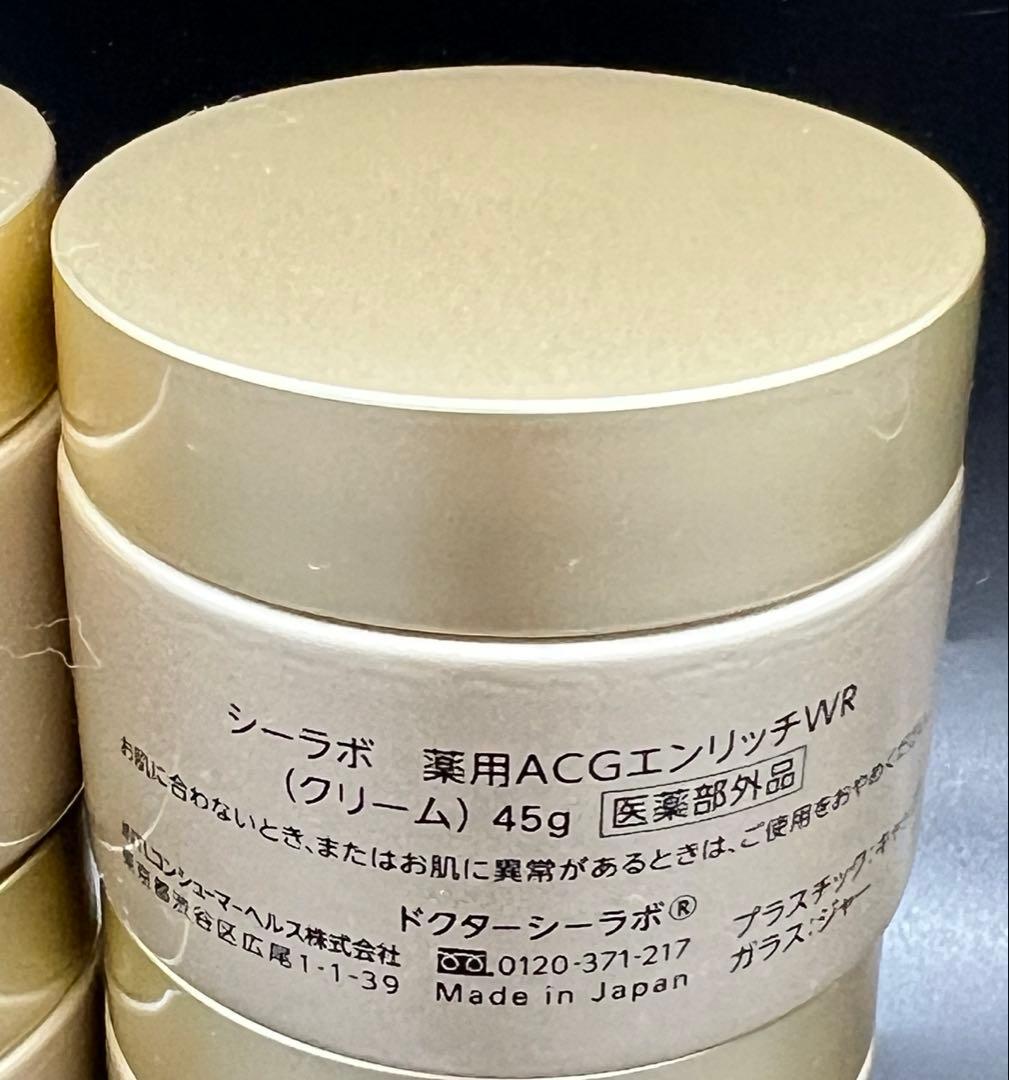 シーラボ 薬用ACGエンリッチWR
(クリーム) 45g 医薬部外品
お肌に合わないとき、またはお肌に異常があるときは、ご使用をおやめくだ
コンシューマーヘルス株式会社
東京都渋谷区広尾1-1-39
ドクターシーラボ®
0120-371-217
Made in Japan
プラスチック:キャ
ガラス:ジャー